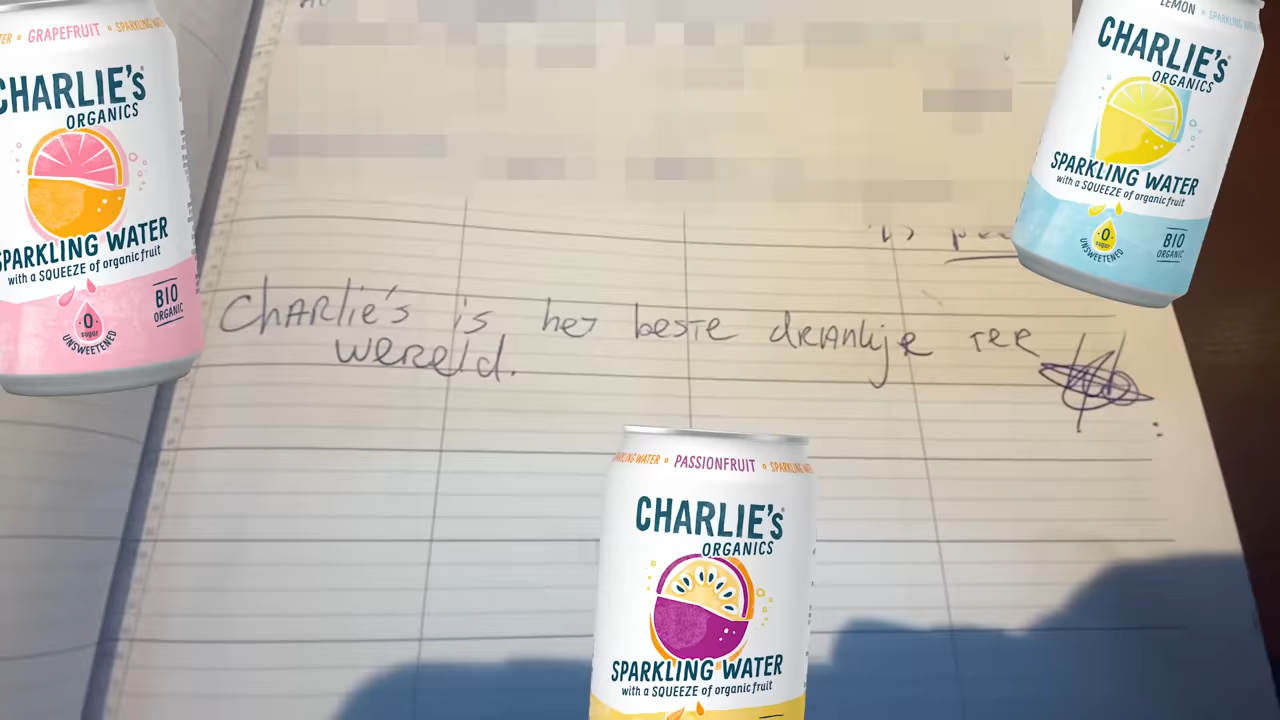 GRAPEFRUIT
SPARKLING
CHARLIE's
ORGANICS
SPARKLING WATER
with a SQUEEZE of organic fruit
0
sugar
UNSWEETENED
BIO
ORGANIC
LEMON SPARKLING
CHARLIE's
ORGANICS
SPARKLING WATER
with a SQUEEZE of organic fruit
0
sugar
UNSWEETENED
BIO
ORGANIC
Charlie's is het beste drankje ter
wereld.
WATER PASSIONFRUIT SPARKLING
CHARLIE's
ORGANICS
SPARKLING WATER
with a SQUEEZE of organic fruit